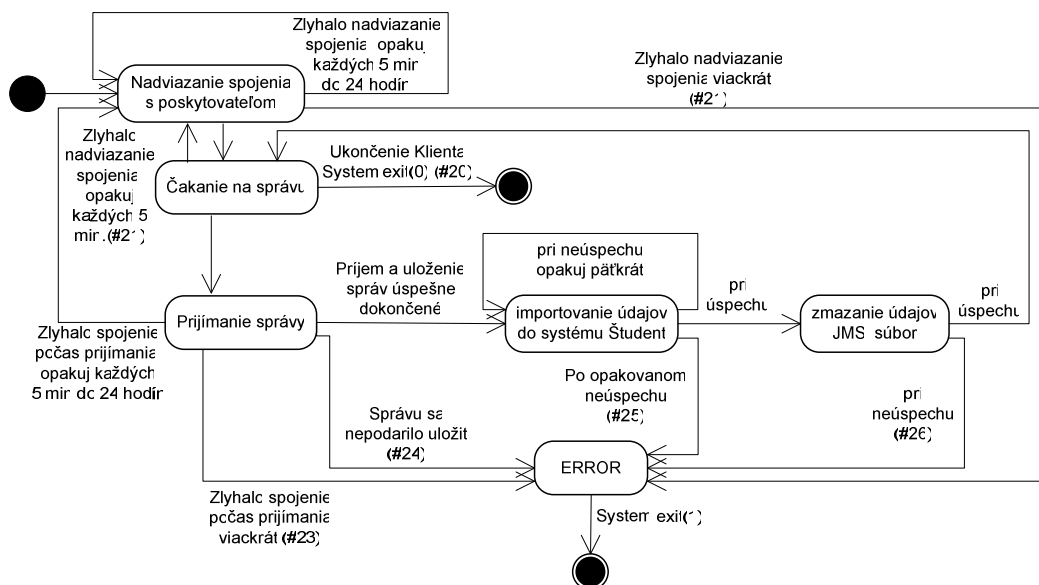 Zlyhalo nadviazanie
spojenia opakuj
každých 5 min
do 24 hodín
Zlyhalo nadviazanie
spojenia viackrát
(#21)
Nadviazanie spojenia
s poskytovateľom
Zlyhalo
nadviazanie
spojenia
opakuj
každých 5
min.(#21)
Ukončenie Klienta
System exit(0) (#20)
Čakanie na správu
pri neúspechu
opakuj päťkrát
Príjem a uloženie
správ úspešne
dokončené
pri
úspechu
pri
úspechu
Prijímanie správy
importovanie údajov
do systému Študent
zmazanie údajov
JMS súbor
Zlyhalo spojenie
počas prijímania
opakuj každých
5 min do 24 hodín
Po opakovanom
neúspechu
(#25)
pri
neúspechu
(#26)
Správu sa
nepodarilo uložiť
(#24)
ERROR
Zlyhalo spojenie
počas prijímania
viackrát (#23)
System exit(1)